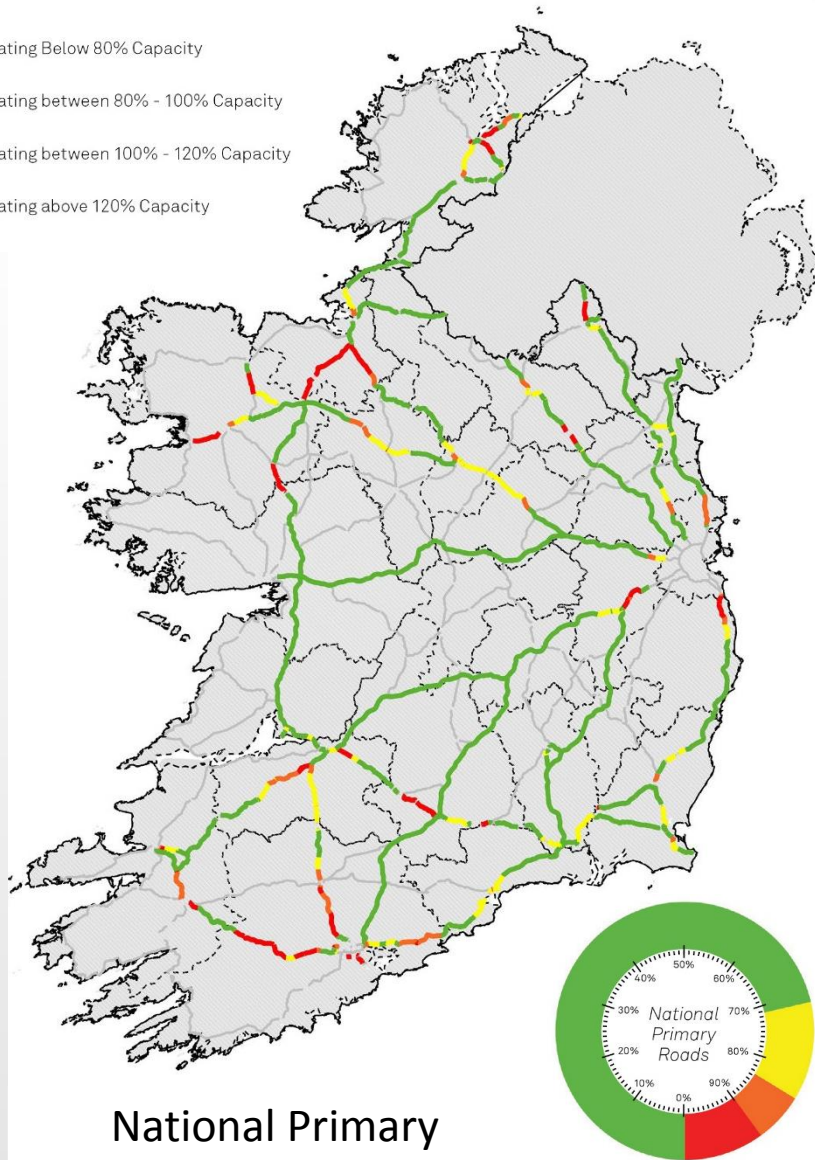 ating Below 80% Capacity
ating between 80% - 100% Capacity
ating between 100% - 120% Capacity
ating above 120% Capacity
50%
40%
60%
30%
70%
National
Primary
Roads
20%
80%
10%
90%
0%
National Primary